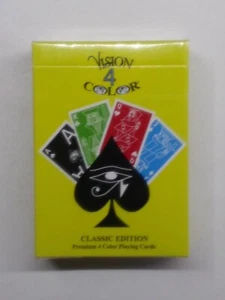 VISION
4
COLOR
A
K
Q
J
CLASSIC EDITION
Premium 4 Color Playing Cards